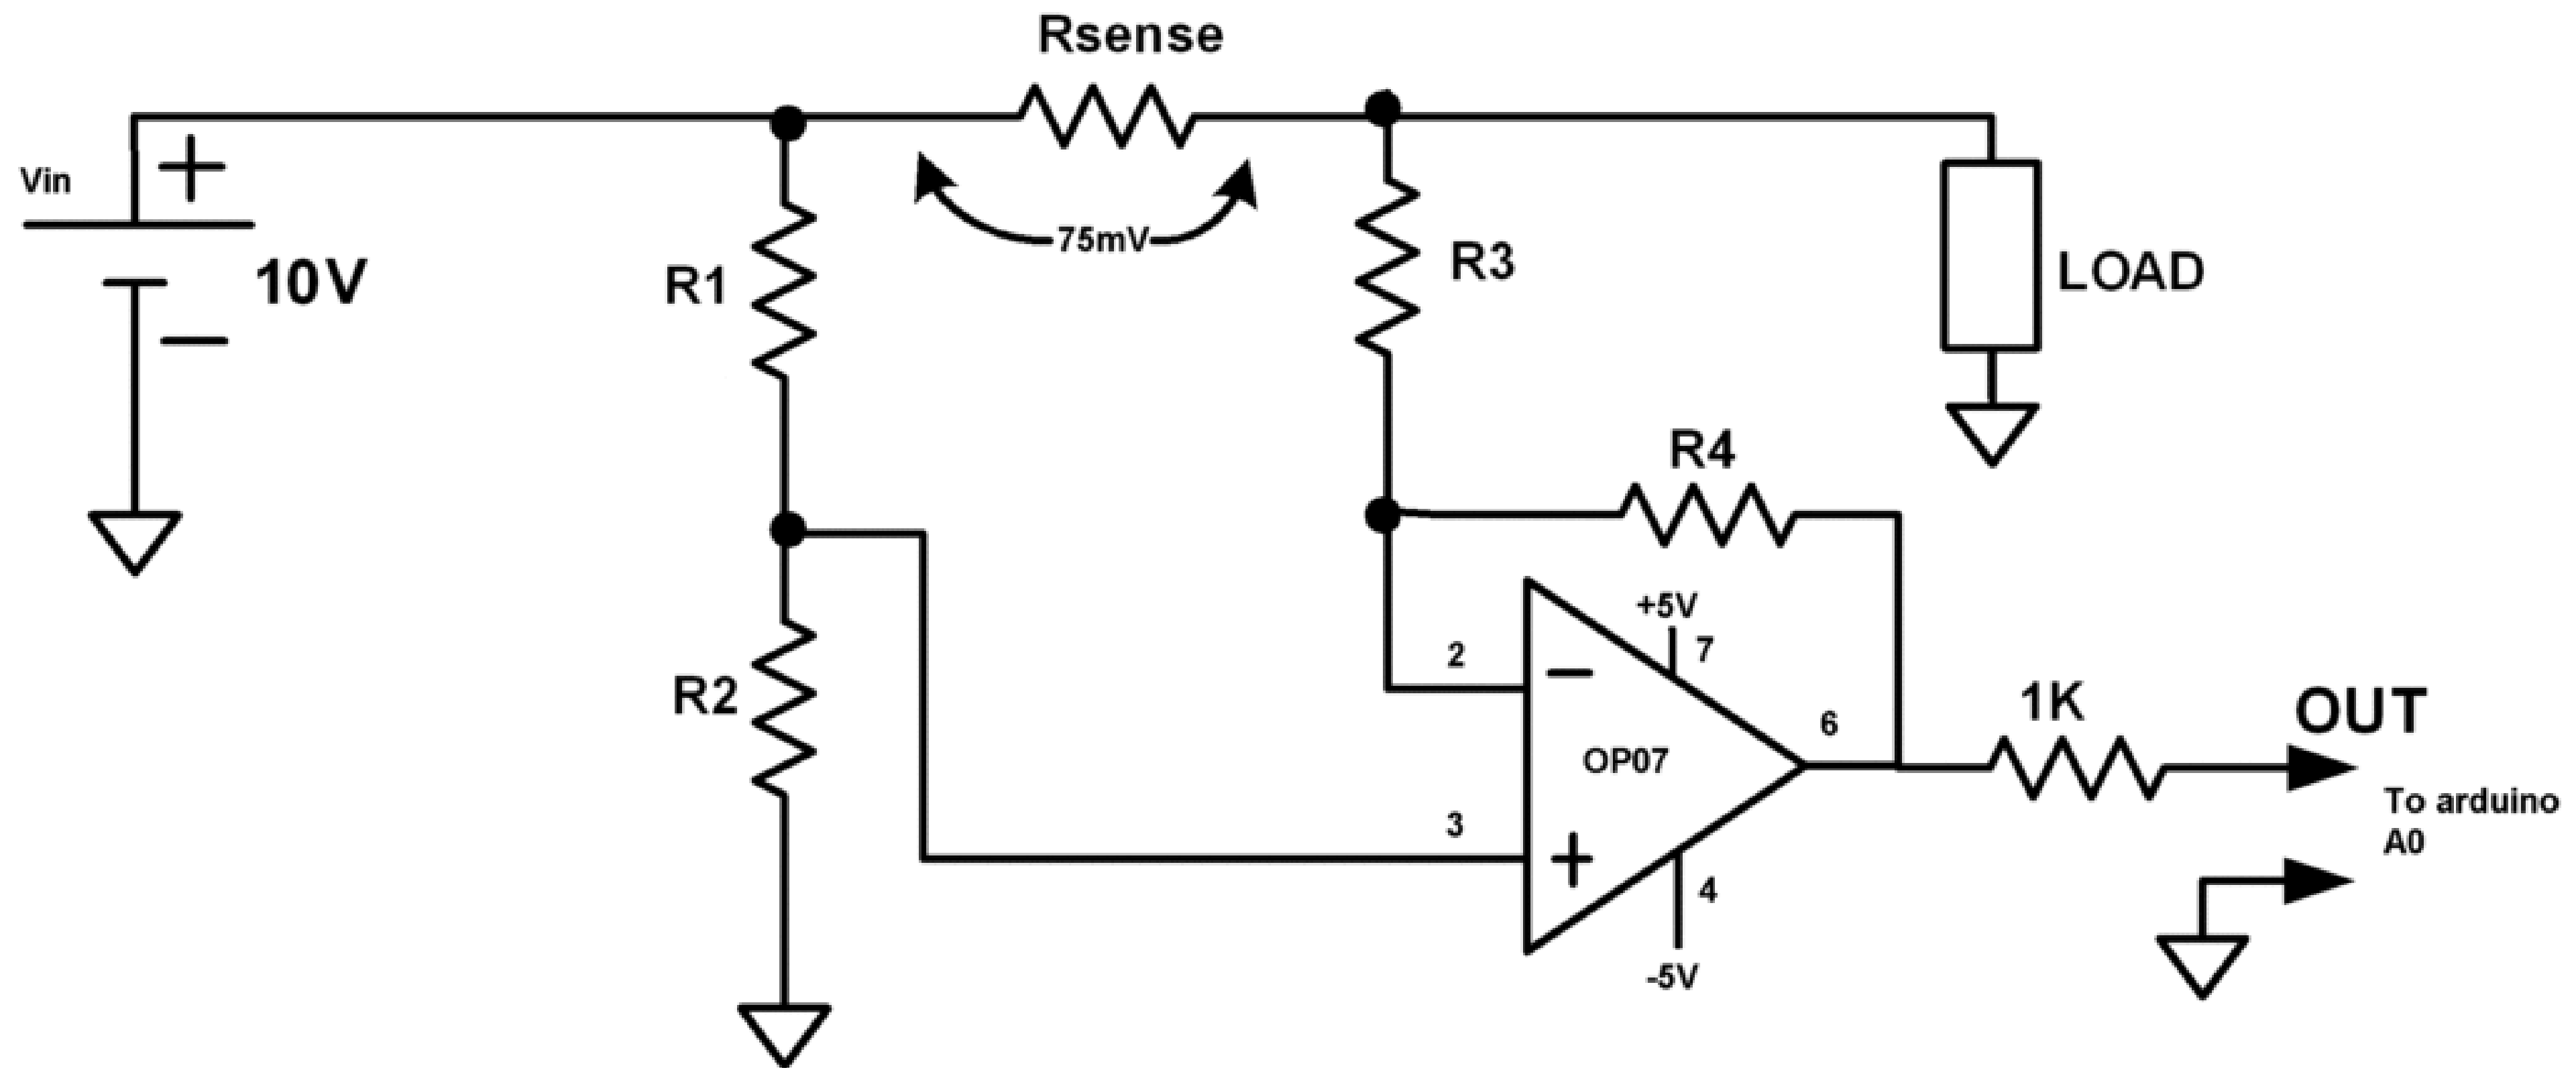 Rsense
Vin
+
10V
—
75mV
R1
R3
LOAD
R4
R2
+5V
7
2
−
6
1K
OUT
OP07
To arduino
A0
3
+
4
-5V